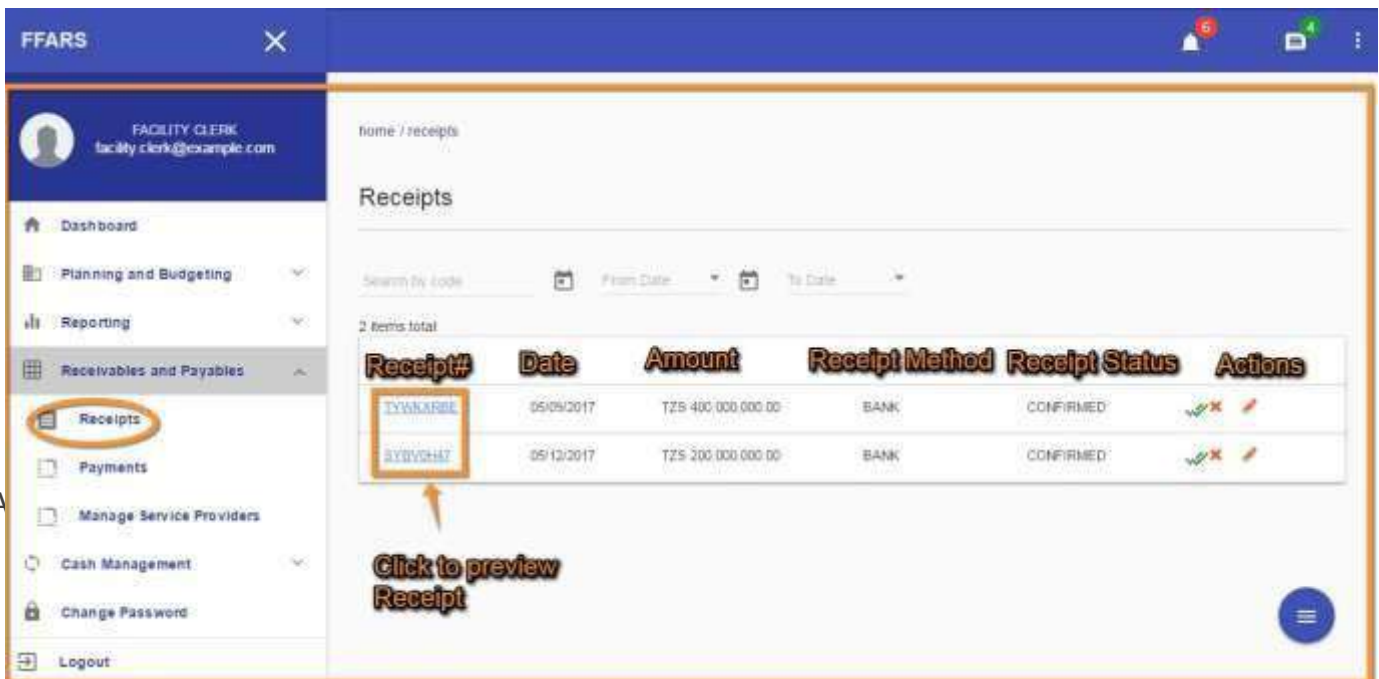 FFARS
6
4
FACILITY CLERK
facility.clerk@example.com
home / receipts
Receipts
Dashboard
Planning and Budgeting
Search by code
From Date
To Date
Reporting
2 items total
Receipt# Date Amount Receipt Method Receipt Status Actions
Receivables and Payables
TYWKARBE 05/09/2017 TZS 400.000.000.00 BANK CONFIRMED
Receipts
05/12/2017 TZS 200.000.000.00 BANK CONFIRMED
Payments
Manage Service Providers
Cash Management
Click to preview
Receipt
Change Password
Logout